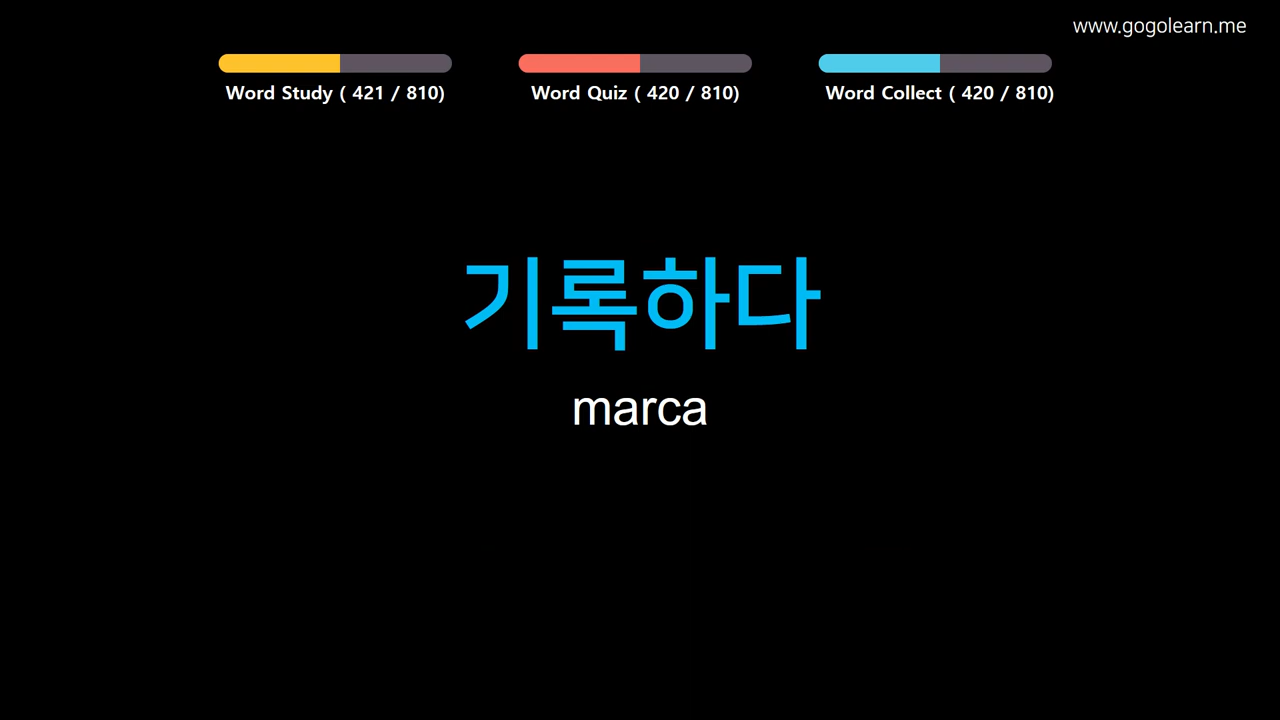 www.gogolearn.me
Word Study ( 421 / 810)
Word Quiz ( 420 / 810)
Word Collect ( 420 / 810)
기록하다
marca